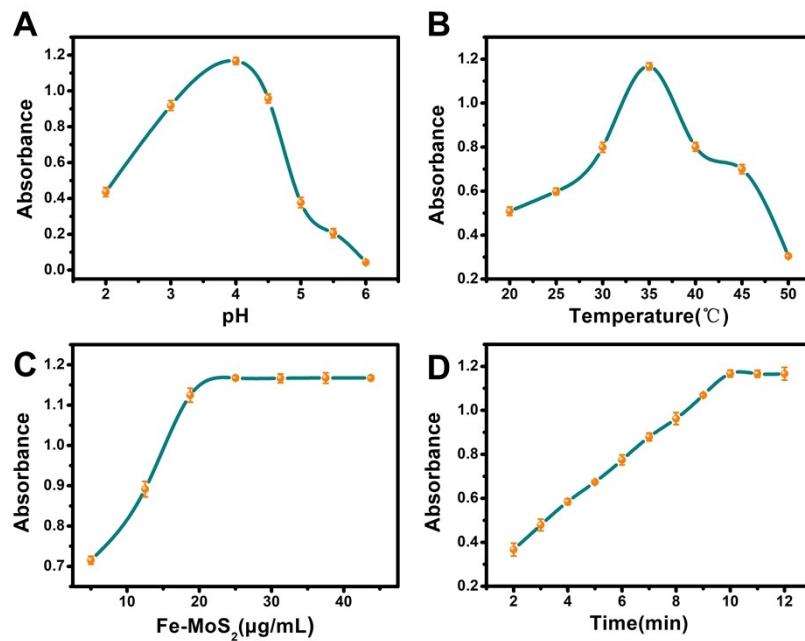 A
B
Absorbance
1.2
1.0
0.8
0.6
0.4
0.2
0.0
2 3 4 5 6
pH
Absorbance
1.2
1.0
0.8
0.6
0.4
0.2
20 25 30 35 40 45 50
Temperature(℃)
C
D
Absorbance
1.2
1.1
1.0
0.9
0.8
0.7
10 20 30 40
Fe-MoS₂(µg/mL)
Absorbance
1.2
1.0
0.8
0.6
0.4
0.2
2 4 6 8 10 12
Time(min)